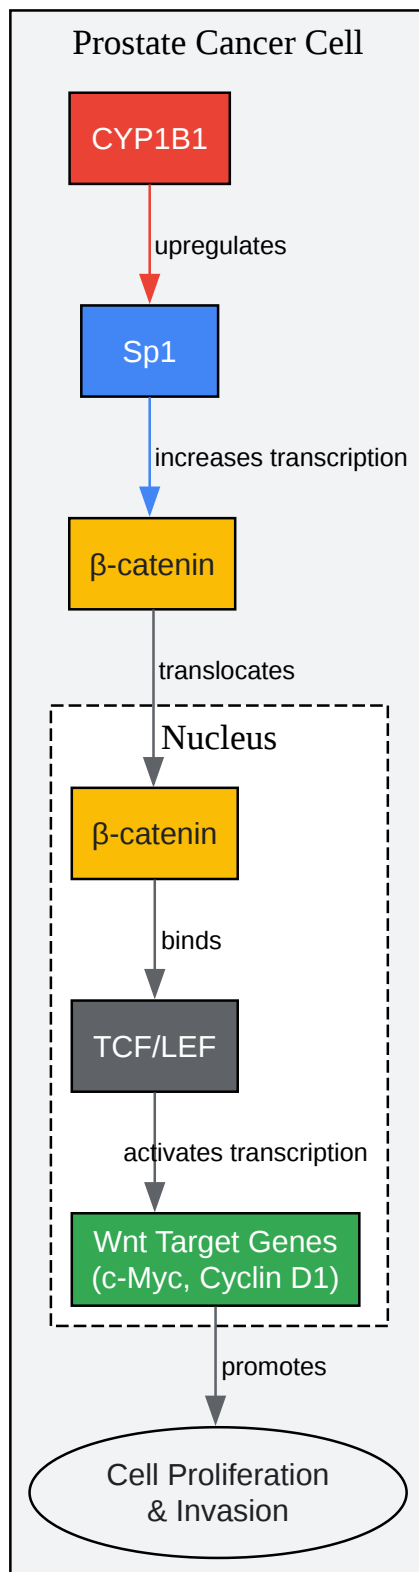 Prostate Cancer Cell
CYP1B1
upregulates
Sp1
increases transcription
β-catenin
translocates
Nucleus
β-catenin
binds
TCF/LEF
activates transcription
Wnt Target Genes
(c-Myc, Cyclin D1)
promotes
Cell Proliferation
& Invasion